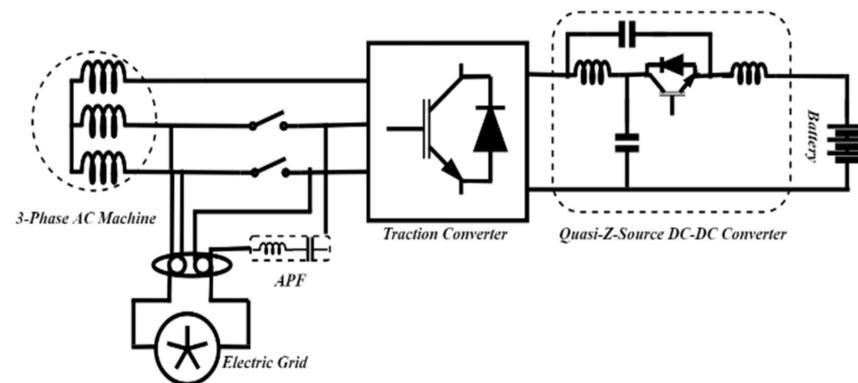 3-Phase AC Machine
Traction Converter
Quasi-Z-Source DC-DC Converter
Battery
APF
Electric Grid